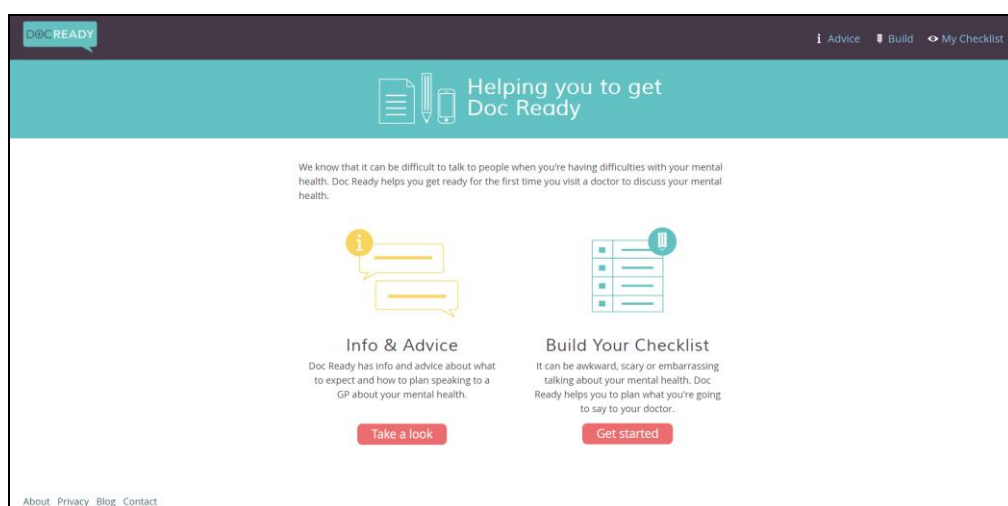 DOCREADY
Advice Build My Checklist
Helping you to get
Doc Ready
We know that it can be difficult to talk to people when you're having difficulties with your mental
health. Doc Ready helps you get ready for the first time you visit a doctor to discuss your mental
health.
Info & Advice
Doc Ready has info and advice about what
to expect and how to plan speaking to a
GP about your mental health.
Take a look
Build Your Checklist
It can be awkward, scary or embarrassing
talking about your mental health. Doc
Ready helps you to plan what you're going
to say to your doctor.
Get started
About Privacy Blog Contact